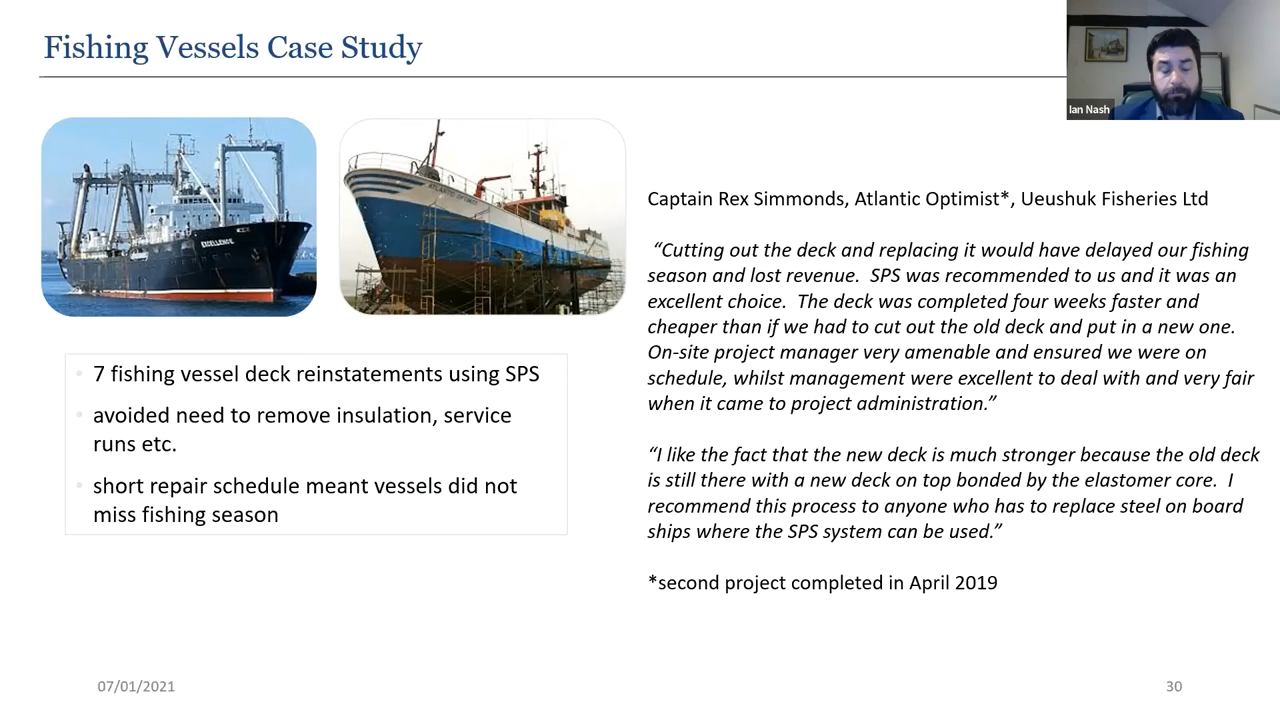 Fishing Vessels Case Study
Ian Nash
EXCELLENCE
ATLANTIC OPTIMIST
Captain Rex Simmonds, Atlantic Optimist*, Ueushuk Fisheries Ltd
“Cutting out the deck and replacing it would have delayed our fishing
season and lost revenue. SPS was recommended to us and it was an
excellent choice. The deck was completed four weeks faster and
cheaper than if we had to cut out the old deck and put in a new one.
On-site project manager very amenable and ensured we were on
schedule, whilst management were excellent to deal with and very fair
when it came to project administration.”
“I like the fact that the new deck is much stronger because the old deck
is still there with a new deck on top bonded by the elastomer core. I
recommend this process to anyone who has to replace steel on board
ships where the SPS system can be used.”
*second project completed in April 2019
7 fishing vessel deck reinstatements using SPS
avoided need to remove insulation, service
runs etc.
short repair schedule meant vessels did not
miss fishing season
07/01/2021
30